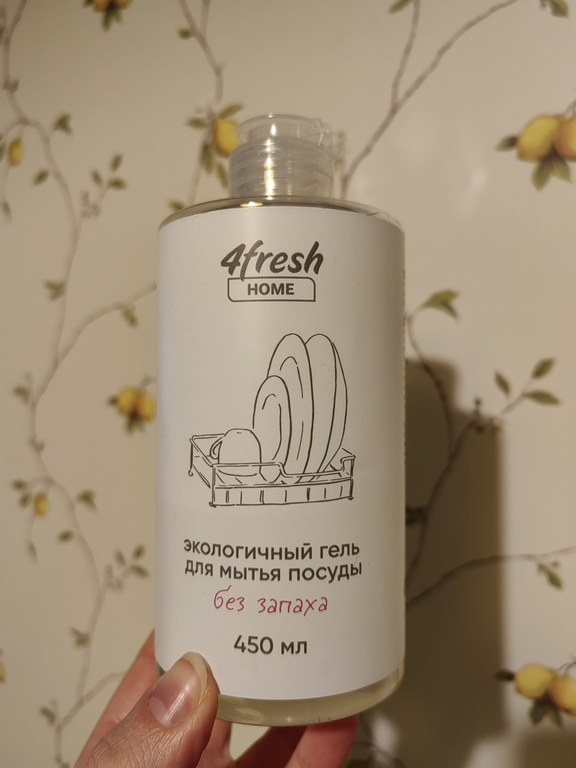 4fresh
HOME
экологичный гель
для мытья посуды
без запаха
450 мл